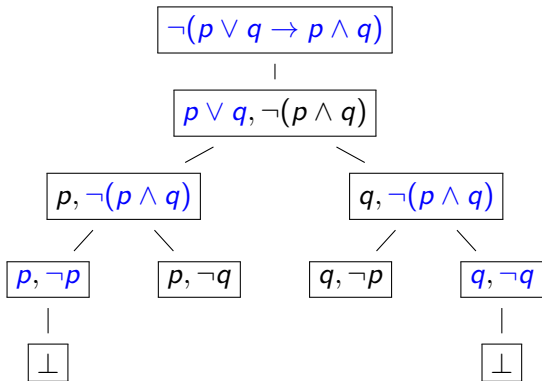 ¬(p ∨ q → p ∧ q)
p ∨ q, ¬(p ∧ q)
p, ¬(p ∧ q) q, ¬(p ∧ q)
p, ¬p p, ¬q q, ¬p q, ¬q
⊥ ⊥